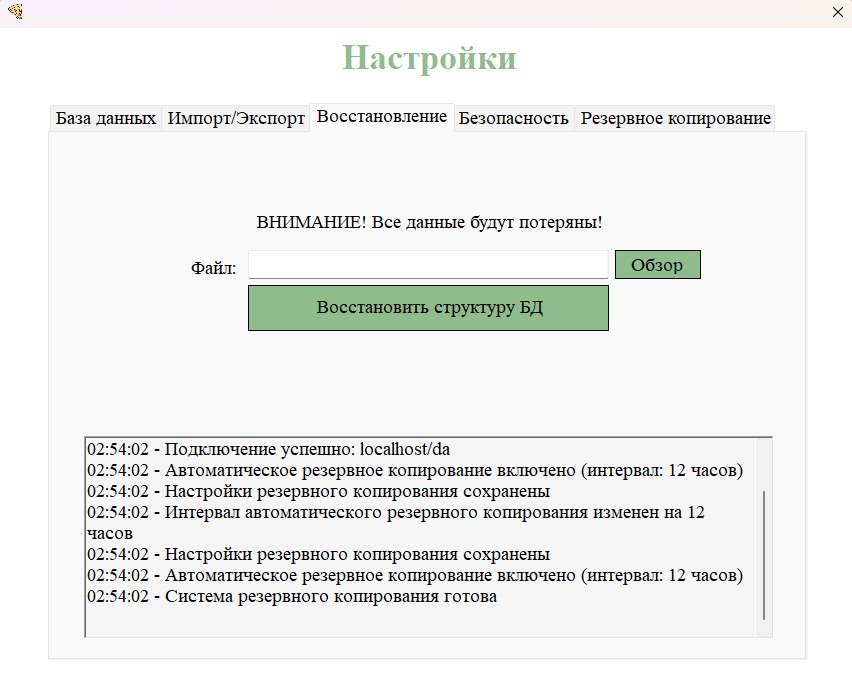 Настройки
База данных Импорт/Экспорт Восстановление Безопасность Резервное копирование
ВНИМАНИЕ! Все данные будут потеряны!
Файл: Обзор
Восстановить структуру БД
02:54:02 - Подключение успешно: localhost/da
02:54:02 - Автоматическое резервное копирование включено (интервал: 12 часов)
02:54:02 - Настройки резервного копирования сохранены
02:54:02 - Интервал автоматического резервного копирования изменен на 12
часов
02:54:02 - Настройки резервного копирования сохранены
02:54:02 - Автоматическое резервное копирование включено (интервал: 12 часов)
02:54:02 - Система резервного копирования готова